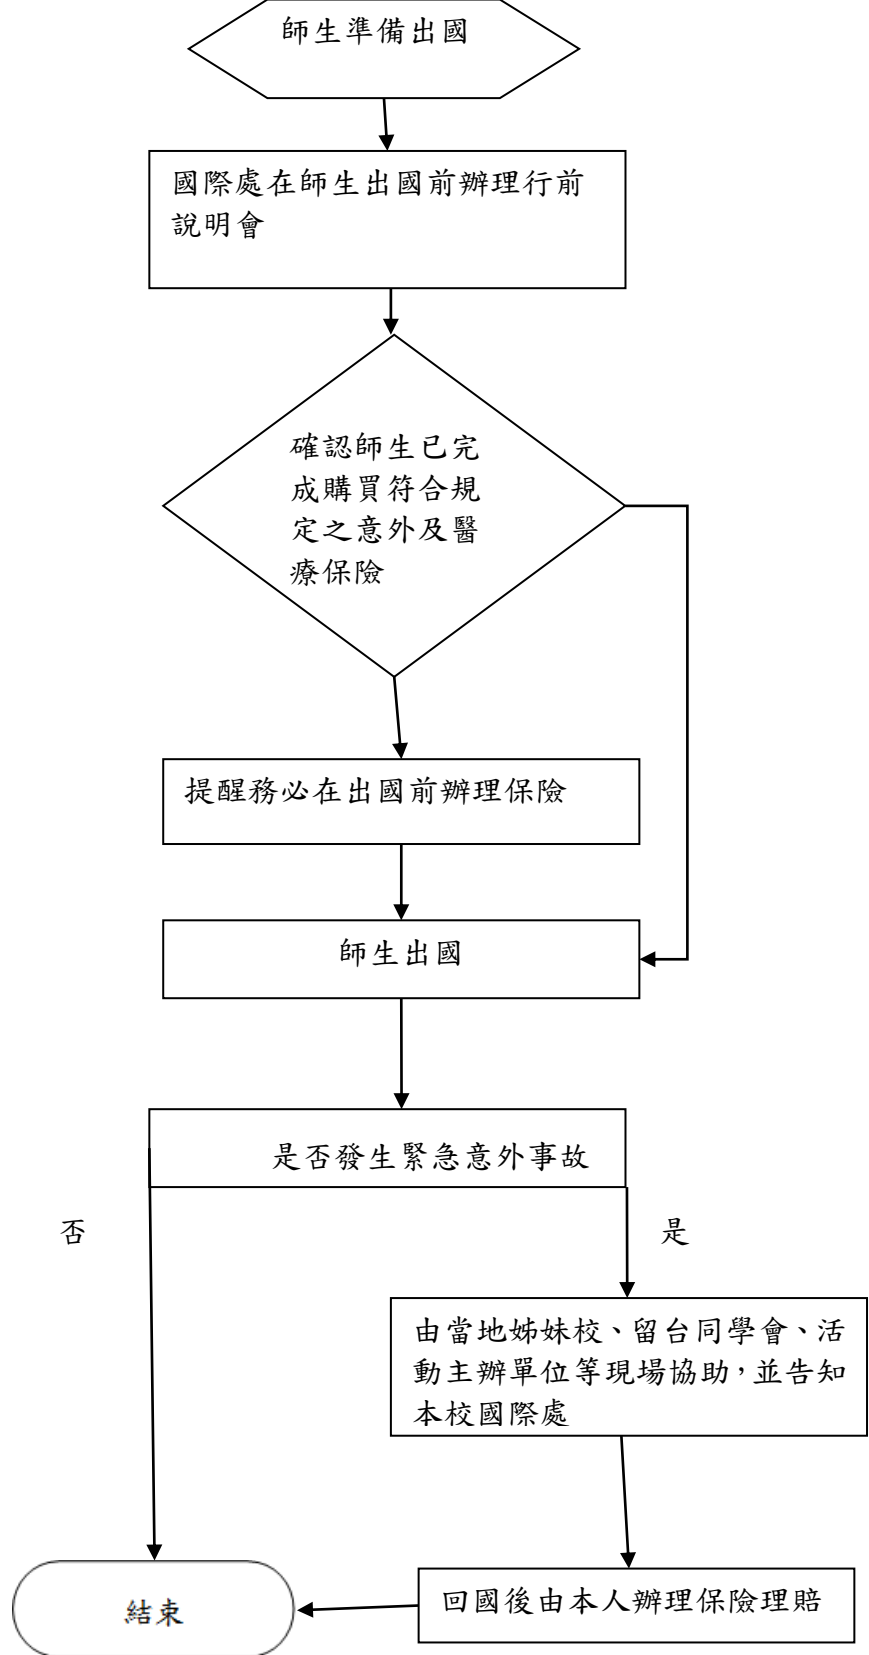 師生準備出國
國際處在師生出國前辦理行前
說明會
確認師生已完
成購買符合規
定之意外及醫
療保險
提醒務必在出國前辦理保險
師生出國
是否發生緊急意外事故
否
是
由當地姊妹校、留台同學會、活
動主辦單位等現場協助，並告知
本校國際處
回國後由本人辦理保險理賠
結束